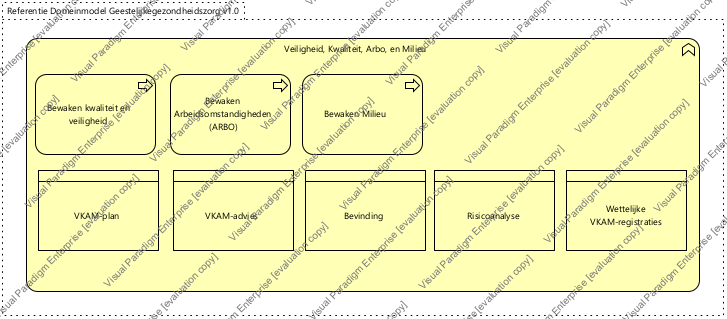 Referentie Domeinmodel Geestelijkegezondheidszorg v1.0
Veiligheid, Kwaliteit, Arbo, en Milieu
Bewaken kwaliteit en
veiligheid
Bewaken
Arbeidsomstandigheden
(ARBO)
Bewaken Milieu
VKAM-plan
VKAM-advies
Bevinding
Risicoanalyse
Wettelijke
VKAM-registraties
Visual Paradigm Enterprise [evaluation copy]